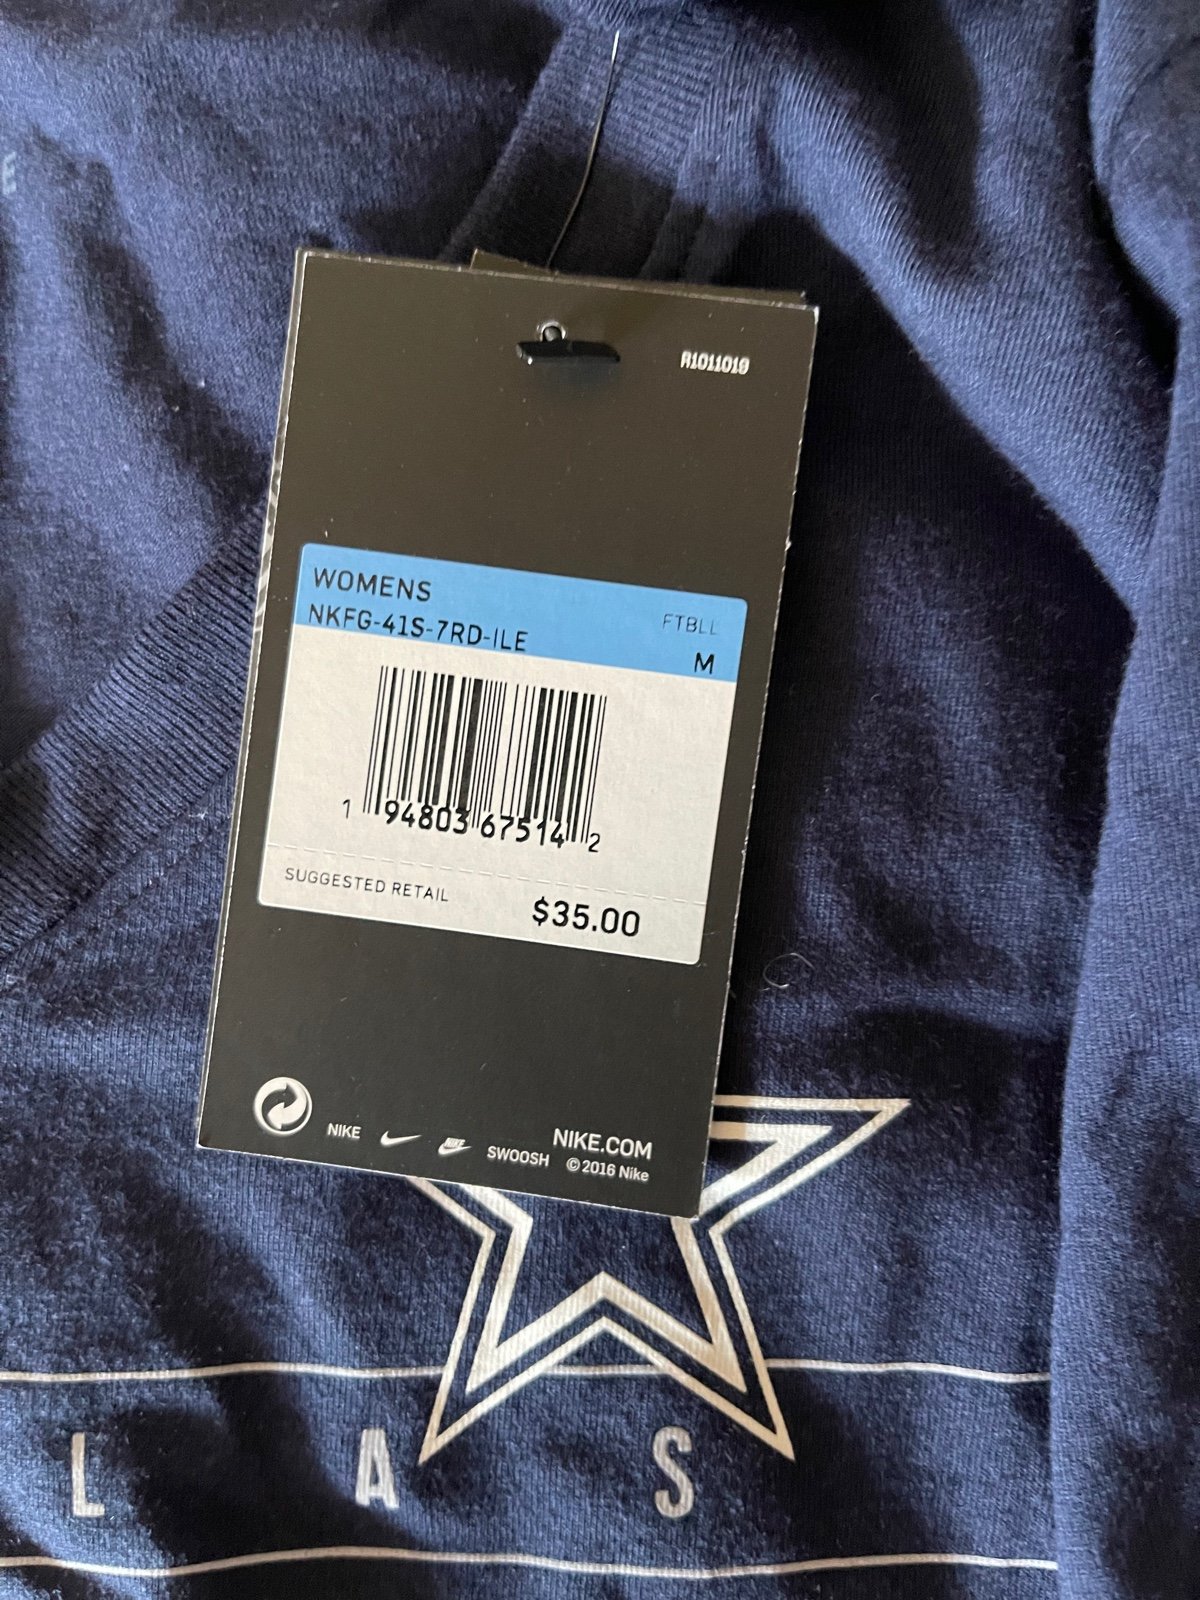 R1011019
WOMENS
FTBLL
NKFG-41S-7RD-ILE
M
1 94803 67514 2
SUGGESTED RETAIL
$35.00
NIKE NIKE SWOOSH
NIKE.COM
© 2016 Nike
L A S